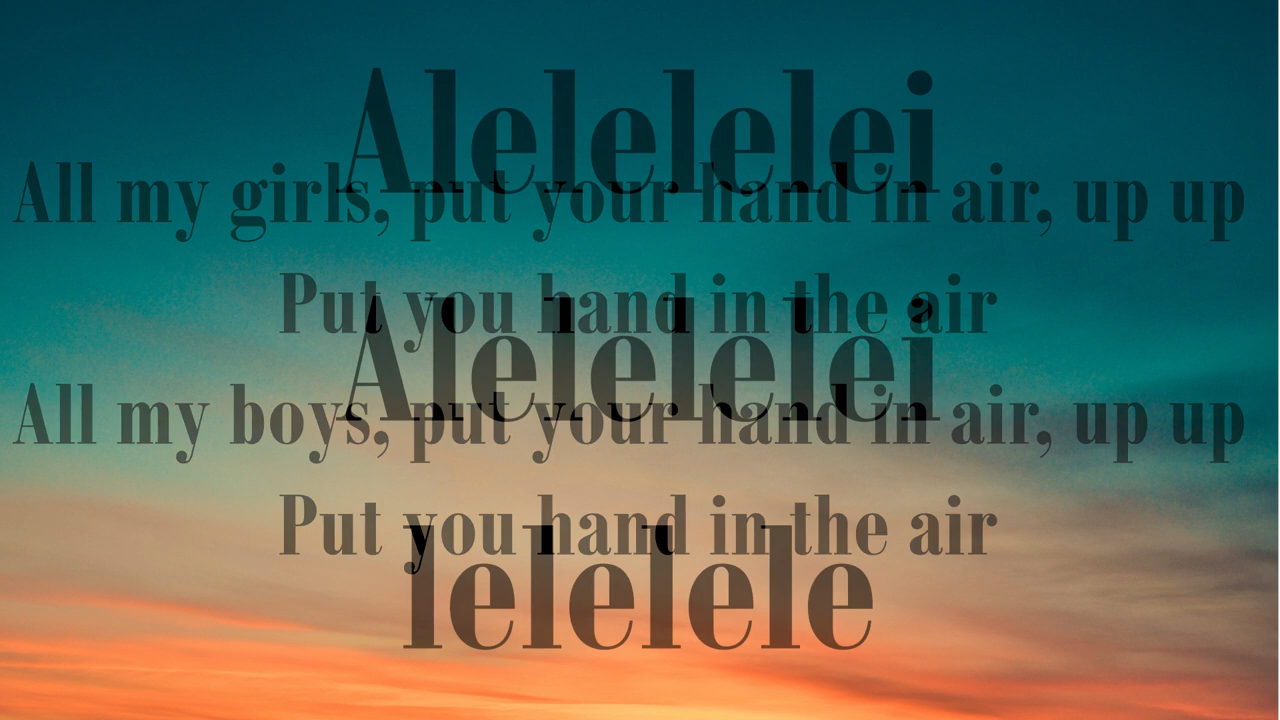 Alelelelei
All my girls, put your hand in air, up up
Put you hand in the air
Alelelelei
All my boys, put your hand in air, up up
Put you hand in the air
lelelele